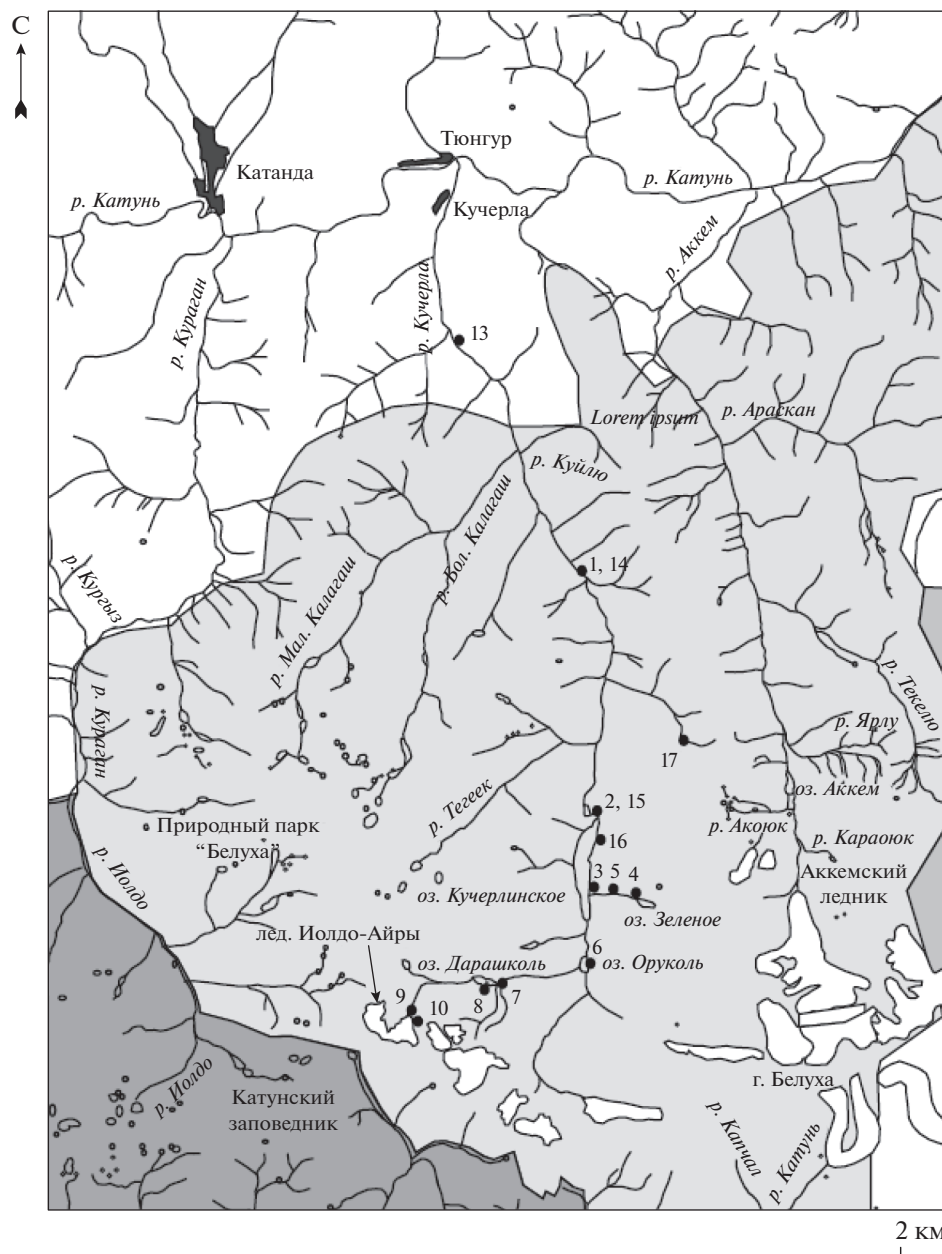 С
Тюнгур
Катанда
р. Катунь
р. Катунь
Кучерла
р. Аккем
р. Кураган
р. Кучерла
13
Lorem ipsum
р. Араскан
р. Куйлю
р. Бол. Калагаш
1, 14
р. Кургыз
р. Мал. Калагаш
р. Текелю
р. Кураган
р. Ярлу
17
оз. Аккем
р. Тегеек
2, 15
р. Акоюк
Природный парк
“Белуха”
16
р. Караоюк
р. Иолдо
3 5 4
Аккемский
ледник
оз. Кучерлинское
оз. Зеленое
лед. Иолдо-Айры
6
оз. Дарашколь
оз. Оруколь
7
8
9
10
г. Белуха
р. Иолдо
Катунский
заповедник
р. Капчал
р. Катунь
2 км